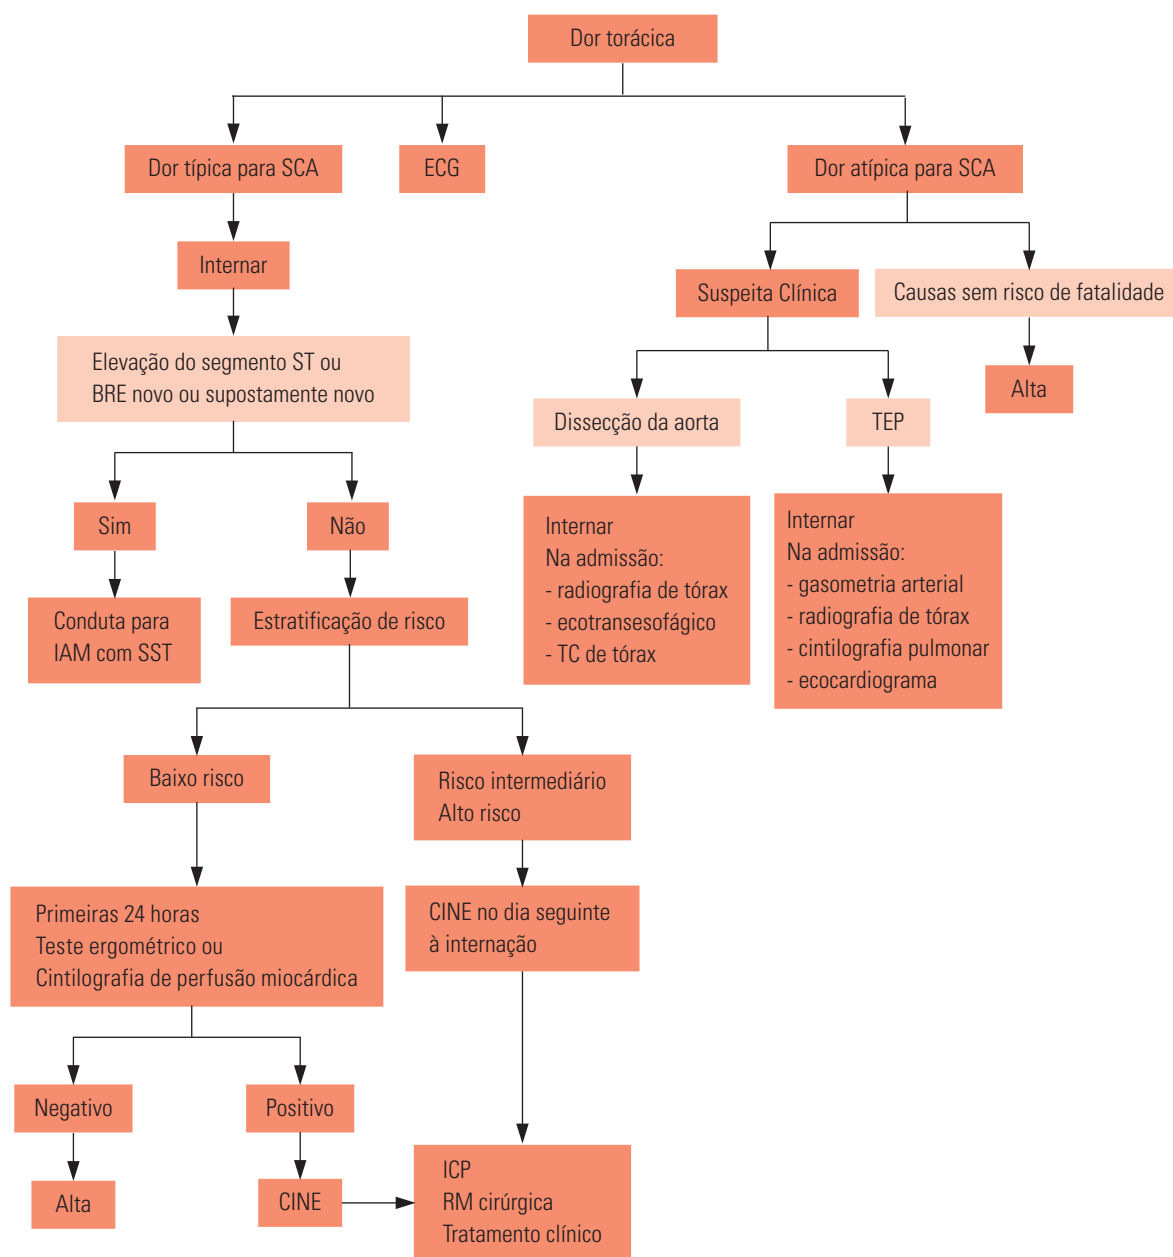 Dor torácica
Dor típica para SCA
ECG
Dor atípica para SCA
Internar
Suspeita Clínica
Causas sem risco de fatalidade
Elevação do segmento ST ou
BRE novo ou supostamente novo
Alta
Dissecção da aorta
TEP
Sim
Não
Internar
Na admissão:
- radiografia de tórax
- ecotransesofágico
- TC de tórax
Internar
Na admissão:
- gasometria arterial
- radiografia de tórax
- cintilografia pulmonar
- ecocardiograma
Conduta para
IAM com SST
Estratificação de risco
Baixo risco
Risco intermediário
Alto risco
Primeiras 24 horas
Teste ergométrico ou
Cintilografia de perfusão miocárdica
CINE no dia seguinte
à internação
Negativo
Positivo
Alta
CINE
ICP
RM cirúrgica
Tratamento clínico